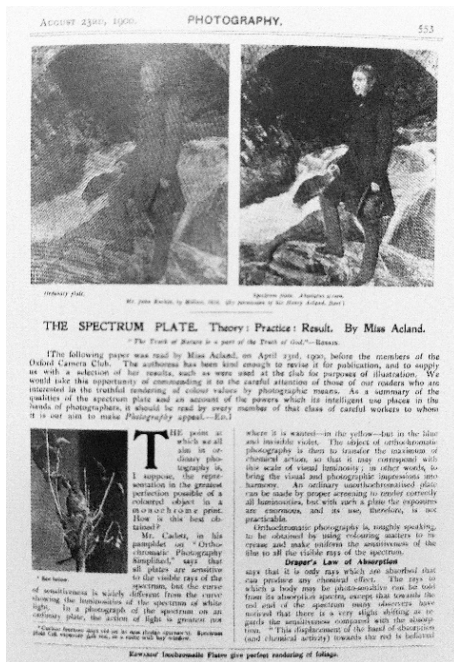 AUGUST 23RD, 1900.
PHOTOGRAPHY.
553
Ordinary plate.
Spectrum plate. Absolutus screen.
Mr. John Ruskin, by Millais, 1854. (By permission of Sir Henry Acland, Bart.)
THE SPECTRUM PLATE. Theory : Practice : Result. By Miss Acland.
"The Truth of Nature is a part of the Truth of God."—RUSKIN.
[The following paper was read by Miss Acland, on April 23rd, 1900, before the members of the
Oxford Camera Club. The authoress has been kind enough to revise it for publication, and to supply
us with a selection of her results, such as were used at the club for purposes of illustration. We
would take this opportunity of commending it to the careful attention of those of our readers who are
interested in the truthful rendering of colour values by photographic means. As a summary of the
qualities of the spectrum plate and an account of the powers which its intelligent use places in the
hands of photographers, it should be read by every member of that class of careful workers to whom
it is our aim to make Photography appeal.—ED.]
THE point at
which we all
aim in or-
dinary pho-
tography is,
I suppose, the repre-
sentation in the greatest
perfection possible of a
coloured object in a
monochrome print.
How is this best ob-
tained?
Mr. Cadett, in his
pamphlet on "Ortho-
chromatic Photography
Simplified," says that
all plates are sensitive
to the visible rays of the
spectrum, but the curve
See below.
of sensitiveness is widely different from the curve
showing the luminosities of the spectrum of white
light. In a photograph of the spectrum on an
ordinary plate, the action of light is greatest not
where it is wanted—in the yellow—but in the blue
and invisible violet. The object of orthochromatic
photography is then to transfer the maximum of
chemical action, so that it may correspond with
this scale of visual luminosity; in other words, to
bring the visual and photographic impressions into
harmony. An ordinary unorthochromatised plate
can be made by proper screening to render correctly
all luminosities, but with such a plate the exposures
are enormous, and its use, therefore, is not
practicable.
Orthochromatic photography is, roughly speaking,
to be obtained by using colouring matters to in-
crease and make uniform the sensitiveness of the
film to all the visible rays of the spectrum.
Draper's Law of Absorption
says that it is only rays which are absorbed that
can produce any chemical effect. The rays to
which a body may be photo-sensitive can be told
from its absorption spectra, except that towards the
red end of the spectrum many observers have
noticed that there is a very slight shifting as re-
gards the sensitiveness compared with the absorp-
tion. "This displacement of the band of absorption
(and chemical activity) towards the red is believed
Edwards' Isochromatic Plates give perfect rendering of foliage.